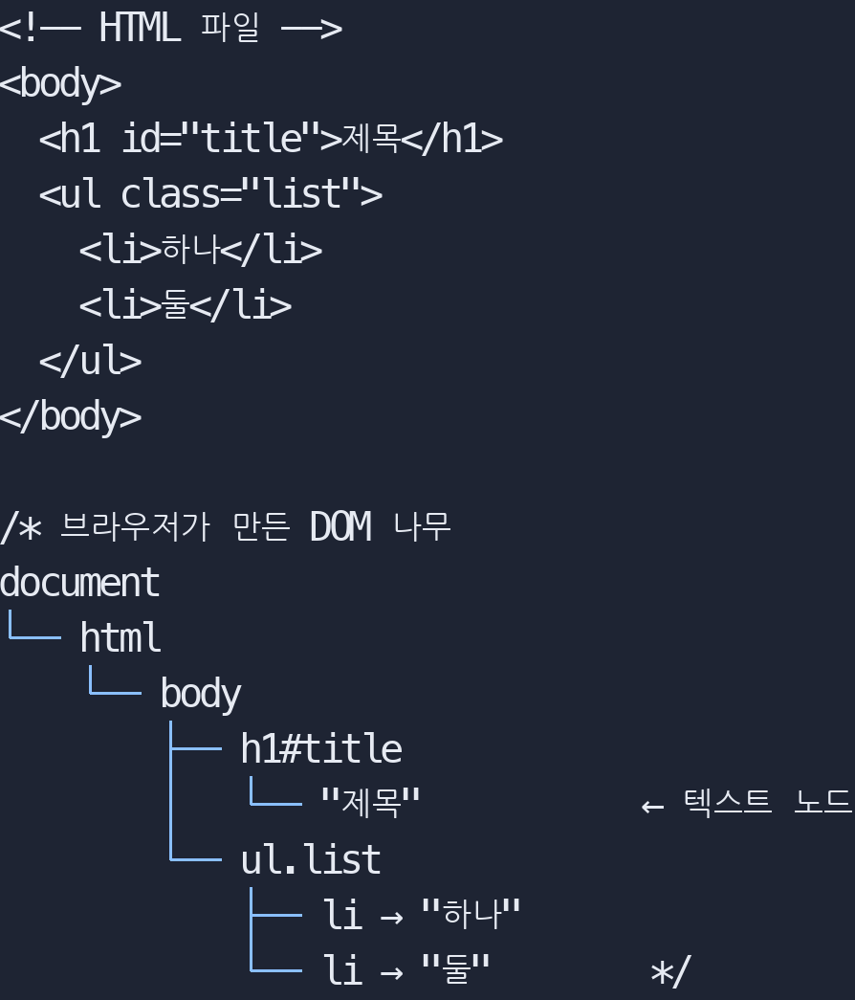 <!-- HTML 파일 -->
<body>
  <h1 id="title">제목</h1>
  <ul class="list">
    <li>하나</li>
    <li>둘</li>
  </ul>
</body>

/* 브라우저가 만든 DOM 나무
document
└── html
    └── body
        ├── h1#title
        │   └── "제목"           ← 텍스트 노드
        └── ul.list
            ├── li → "하나"
            └── li → "둘"        */